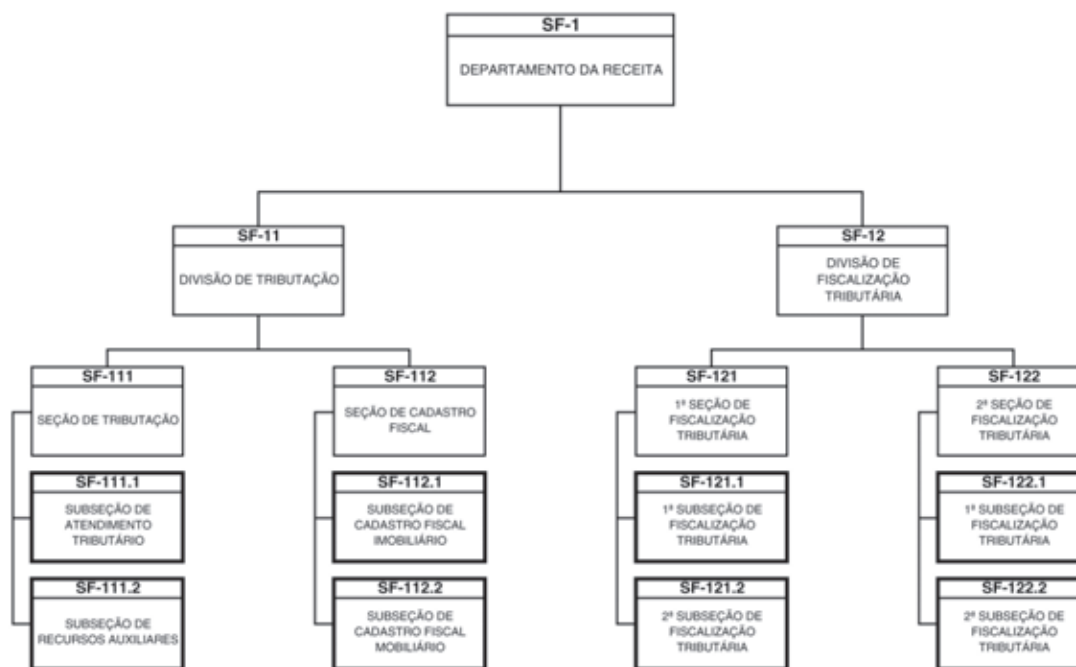 SF-1
DEPARTAMENTO DA RECEITA
SF-11
DIVISÃO DE TRIBUTAÇÃO
SF-12
DIVISÃO DE
FISCALIZAÇÃO
TRIBUTÁRIA
SF-111
SEÇÃO DE TRIBUTAÇÃO
SF-112
SEÇÃO DE CADASTRO
FISCAL
SF-121
1ª SEÇÃO DE
FISCALIZAÇÃO
TRIBUTÁRIA
SF-122
2ª SEÇÃO DE
FISCALIZAÇÃO
TRIBUTÁRIA
SF-111.1
SUBSEÇÃO DE
ATENDIMENTO
TRIBUTÁRIO
SF-112.1
SUBSEÇÃO DE
CADASTRO FISCAL
IMOBILIÁRIO
SF-121.1
1ª SUBSEÇÃO DE
FISCALIZAÇÃO
TRIBUTÁRIA
SF-122.1
1ª SUBSEÇÃO DE
FISCALIZAÇÃO
TRIBUTÁRIA
SF-111.2
SUBSEÇÃO DE
RECURSOS AUXILIARES
SF-112.2
SUBSEÇÃO DE
CADASTRO FISCAL
MOBILIÁRIO
SF-121.2
2ª SUBSEÇÃO DE
FISCALIZAÇÃO
TRIBUTÁRIA
SF-122.2
2ª SUBSEÇÃO DE
FISCALIZAÇÃO
TRIBUTÁRIA